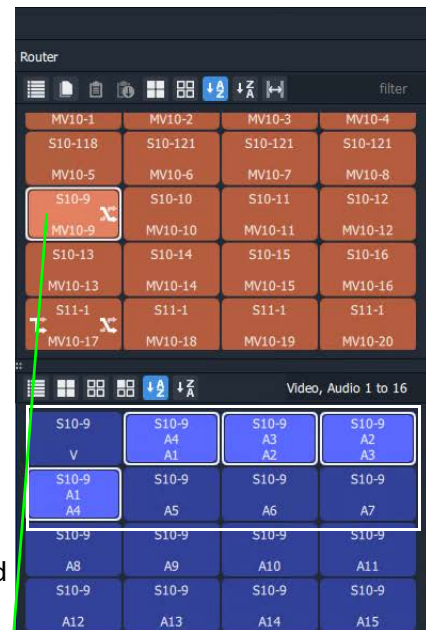 Router
filter
MV10-1 MV10-2 MV10-3 MV10-4
S10-118 S10-121 S10-121 S10-121
MV10-5 MV10-6 MV10-7 MV10-8
S10-9 S10-10 S10-11 S10-12
MV10-9 MV10-10 MV10-11 MV10-12
S10-13 S10-14 S10-15 S10-16
MV10-13 MV10-14 MV10-15 MV10-16
S11-1 S11-1 S11-1 S11-1
MV10-17 MV10-18 MV10-19 MV10-20
Video, Audio 1 to 16
S10-9 S10-9 S10-9 S10-9
A4 A3 A2
V A1 A2 A3
S10-9 S10-9 S10-9 S10-9
A1
A4 A5 A6 A7
S10-9 S10-9 S10-9 S10-9
A8 A9 A10 A11
S10-9 S10-9 S10-9 S10-9
A12 A13 A14 A15